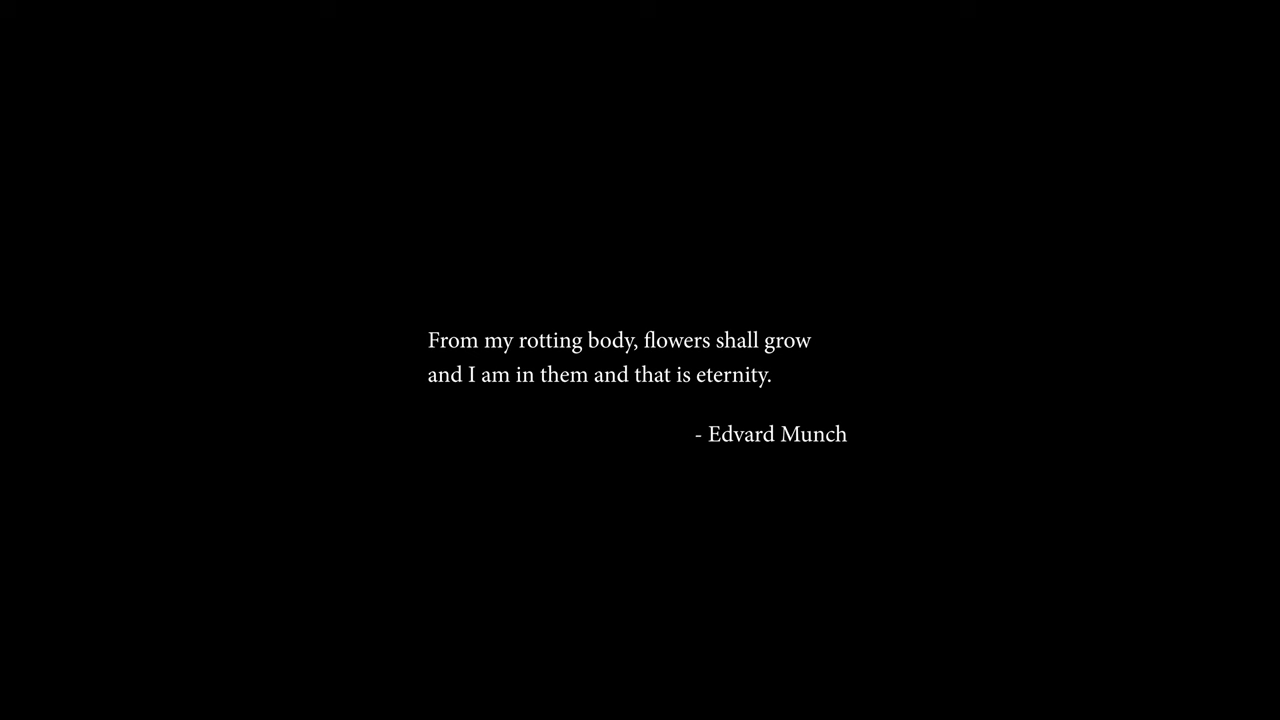 From my rotting body, flowers shall grow
and I am in them and that is eternity.
- Edvard Munch